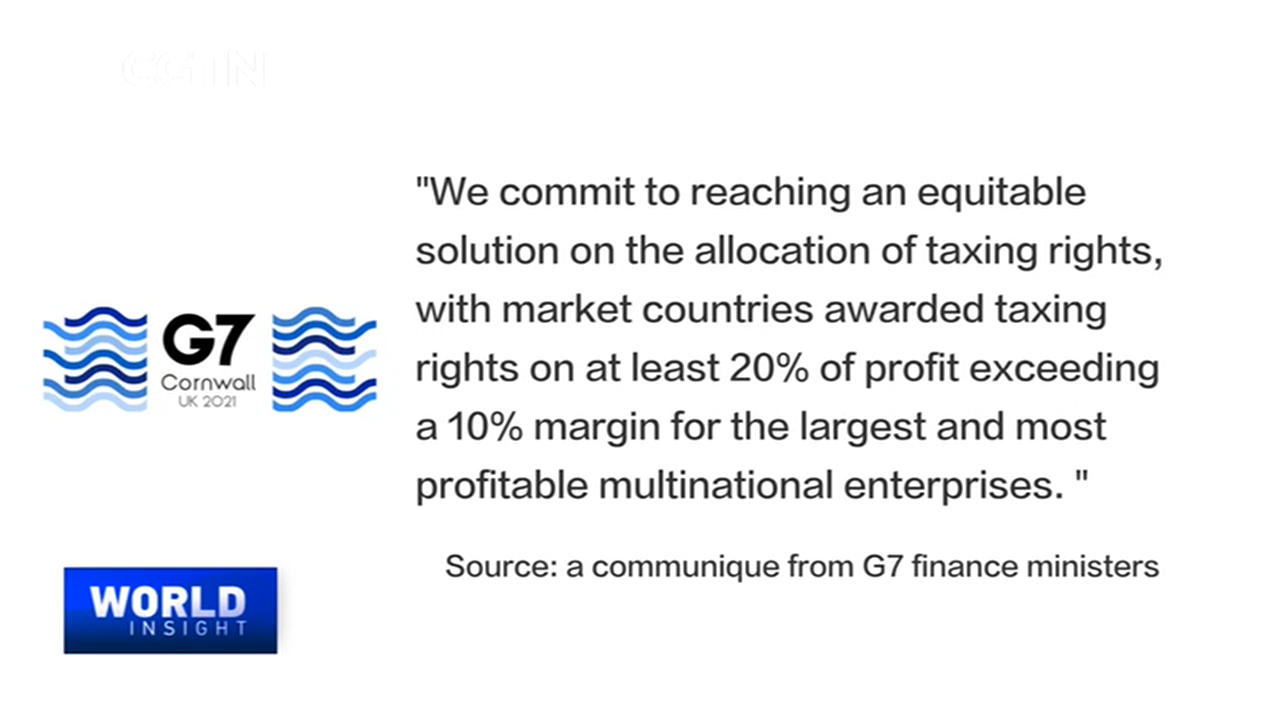 CGTN
"We commit to reaching an equitable
solution on the allocation of taxing rights,
with market countries awarded taxing
rights on at least 20% of profit exceeding
a 10% margin for the largest and most
profitable multinational enterprises. "
Source: a communique from G7 finance ministers
G7
Cornwall
UK 2021
WORLD
INSIGHT